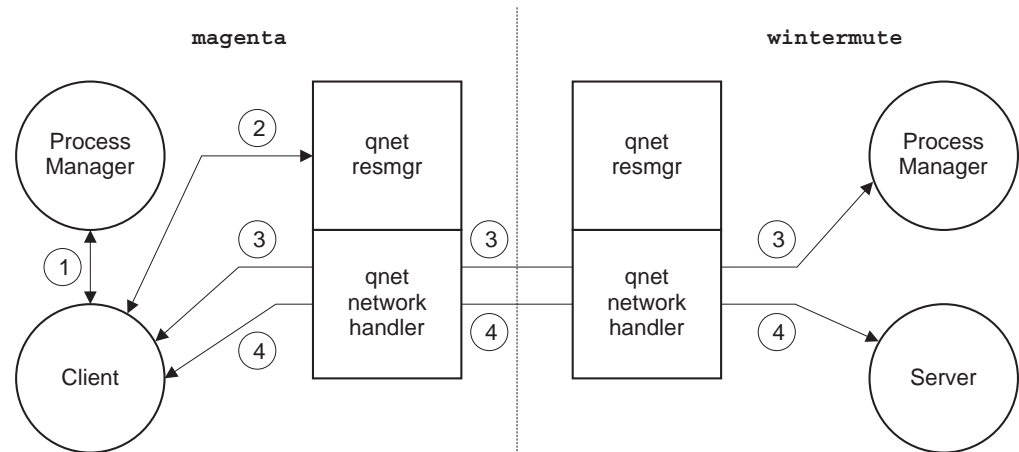 magenta
wintermute
Process
Manager
2
qnet
resmgr
qnet
resmgr
Process
Manager
1
3
3
3
qnet
network
handler
qnet
network
handler
4
4
4
Client
Server